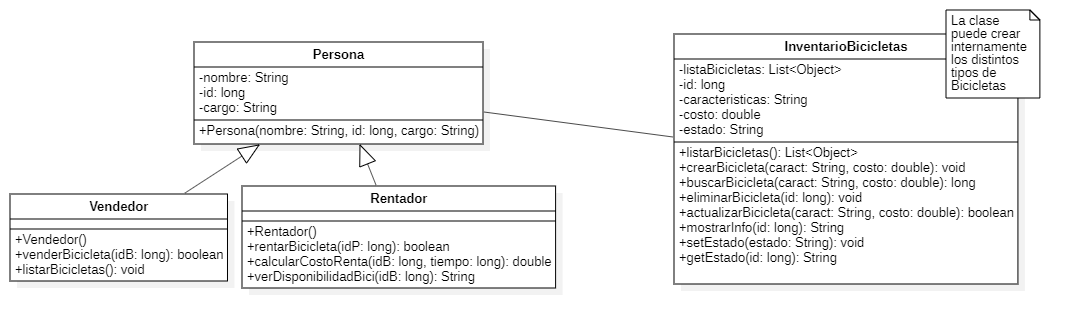 Persona
-nombre: String
-id: long
-cargo: String
+Persona(nombre: String, id: long, cargo: String)
Vendedor
+Vendedor()
+venderBicicleta(idB: long): boolean
+listarBicicletas(): void
Rentador
+Rentador()
+rentarBicicleta(idP: long): boolean
+calcularCostoRenta(idB: long, tiempo: long): double
+verDisponibilidadBici(idB: long): String
InventarioBicicletas
-listaBicicletas: List<Object>
-id: long
-caracteristicas: String
-costo: double
-estado: String
+listarBicicletas(): List<Object>
+crearBicicleta(caract: String, costo: double): void
+buscarBicicleta(caract: String, costo: double): long
+eliminarBicicleta(id: long): void
+actualizarBicicleta(caract: String, costo: double): boolean
+mostrarInfo(id: long): String
+setEstado(estado: String): void
+getEstado(id: long): String
La clase
puede crear
internamente
los distintos
tipos de
Bicicletas